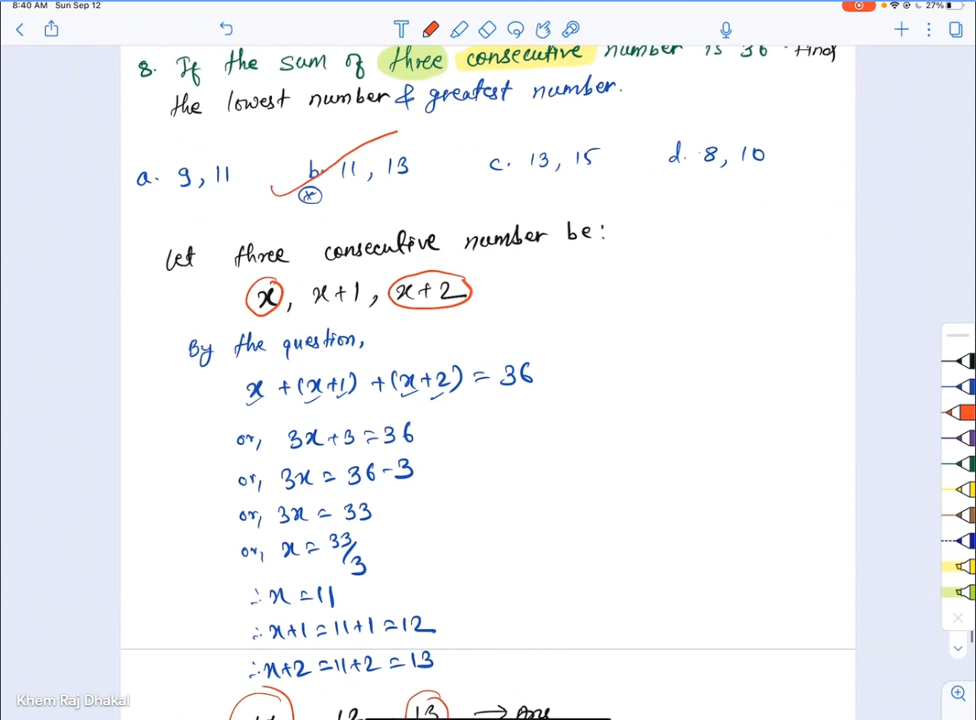 8:40 AM Sun Sep 12
27%
8. If the sum of three consecutive number is 36 find
the lowest number & greatest number.
a. 9, 11 b. 11, 13 c. 13, 15 d. 8, 10
Let three consecutive number be:
x, x+1, x+2
By the question,
x + (x+1) + (x+2) = 36
or, 3x+3 = 36
or, 3x = 36-3
or, 3x = 33
or, x = 33/3
∴ x = 11
∴ x+1 = 11+1 = 12
∴ x+2 = 11+2 = 13
12 13 → Ans
Khem Raj Dhakal